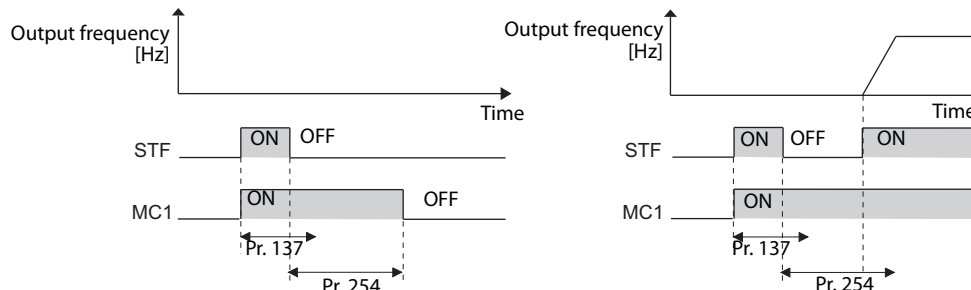 Output frequency
[Hz]
Time
STF
ON
OFF
MC1
ON
OFF
Pr. 137
Pr. 254
Output frequency
[Hz]
Time
STF
ON
OFF
ON
MC1
ON
Pr. 137
Pr. 254